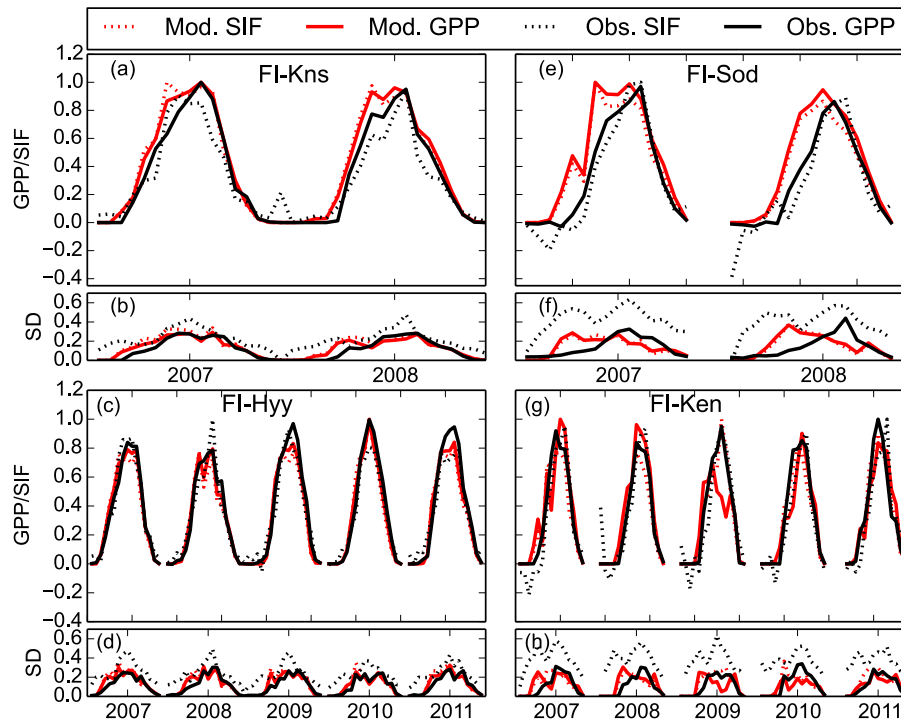 Mod. SIF Mod. GPP Obs. SIF Obs. GPP
(a) FI-Kns
1.2
1.0
0.8
0.6
0.4
0.2
0.0
−0.2
−0.4
GPP/SIF
(e) FI-Sod
(b)
0.6
0.4
0.2
0.0
SD
2007 2008
(f)
2007 2008
(c) FI-Hyy
1.2
1.0
0.8
0.6
0.4
0.2
0.0
−0.2
−0.4
GPP/SIF
(g) FI-Ken
(d)
0.6
0.4
0.2
0.0
SD
2007 2008 2009 2010 2011
(b)
2007 2008 2009 2010 2011